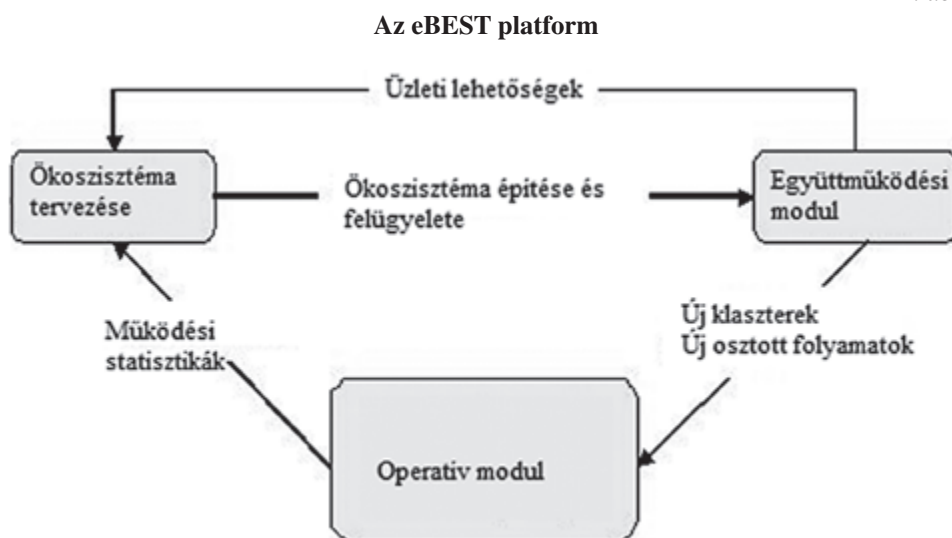 Az eBEST platform
Üzleti lehetőségek
Ökoszisztéma
tervezése
Ökoszisztéma építése és
felügyelete
Együttműködési
modul
Működési
statisztikák
Új klaszterek
Új osztott folyamatok
Operativ modul